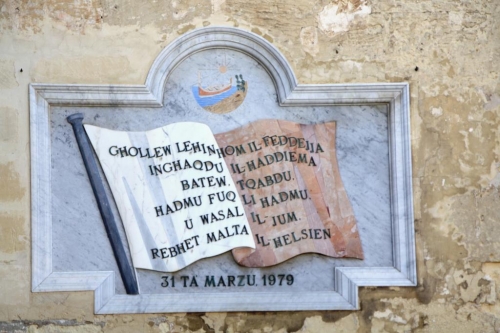 GHOLLEW LEHINHOM IL-FEDDEIJA
INGHAQDU IL-HADDIEMA
BATEW. TQABDU.
HADMU FUQ LI HADMU.
U WASAL IL-JUM.
REBHET MALTA IL-HELSIEN
31 TA' MARZU. 1979